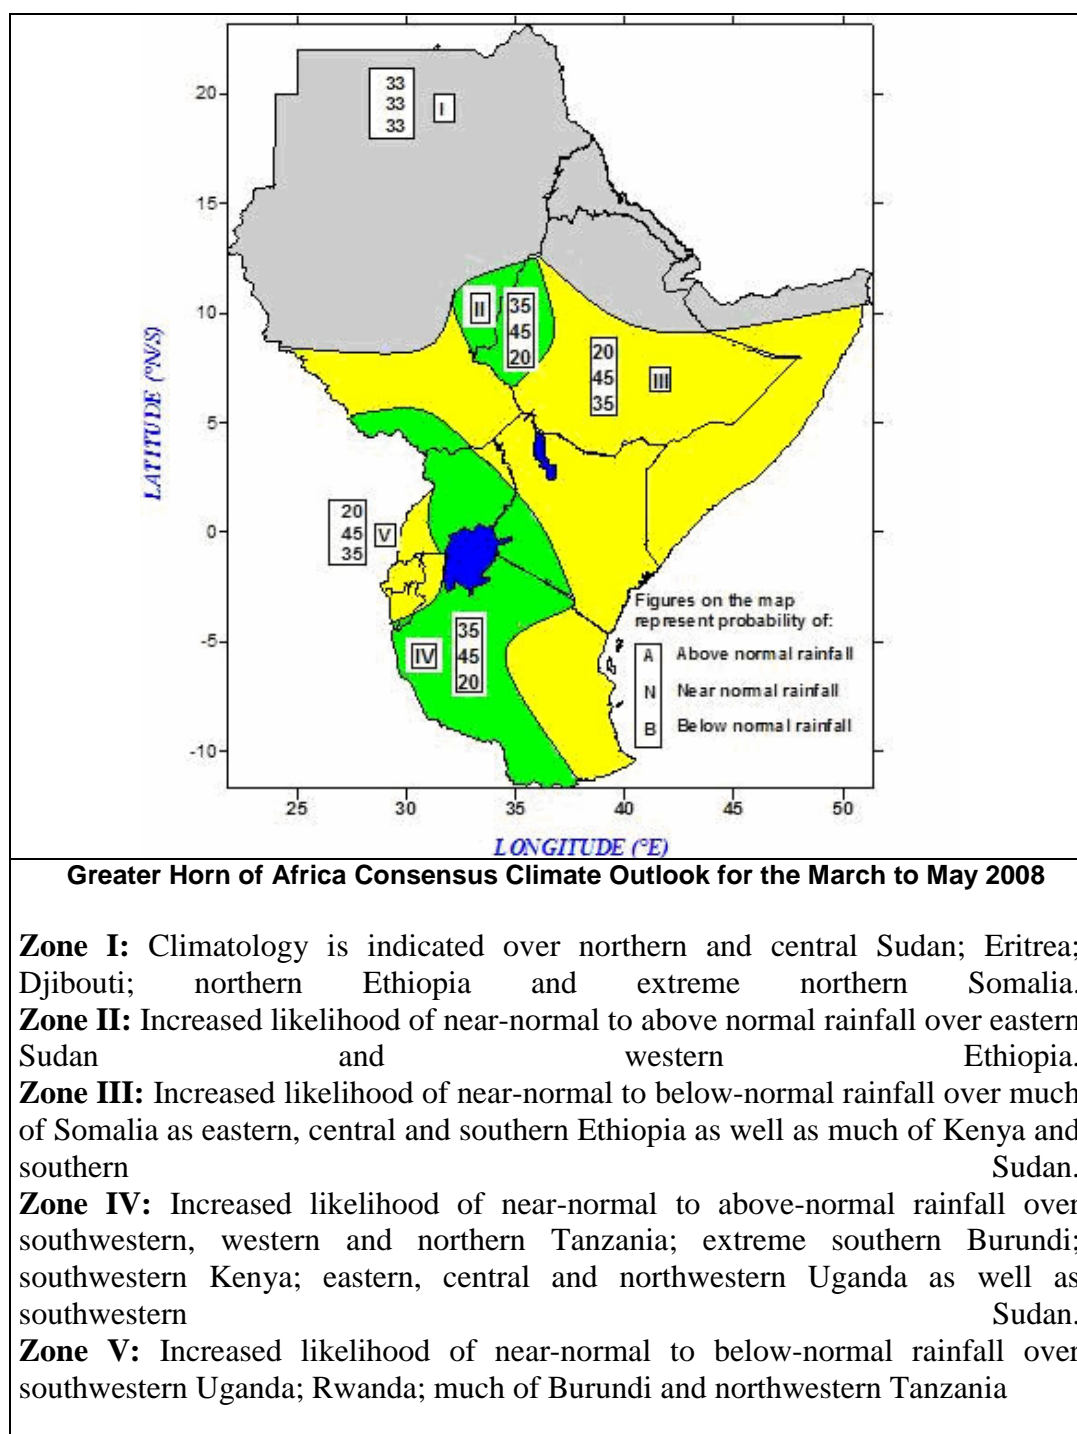 20
15
10
5
0
-5
-10
LATITUDE (°N/S)
33
33
33
I
II
35
45
20
20
45
35
III
20
45
35
V
IV
35
45
20
Figures on the map
represent probability of:
A Above normal rainfall
N Near normal rainfall
B Below normal rainfall
25 30 35 40 45 50
LONGITUDE (°E)
Greater Horn of Africa Consensus Climate Outlook for the March to May 2008
Zone I: Climatology is indicated over northern and central Sudan; Eritrea;
Djibouti; northern Ethiopia and extreme northern Somalia.
Zone II: Increased likelihood of near-normal to above normal rainfall over eastern
Sudan and western Ethiopia.
Zone III: Increased likelihood of near-normal to below-normal rainfall over much
of Somalia as eastern, central and southern Ethiopia as well as much of Kenya and
southern Sudan.
Zone IV: Increased likelihood of near-normal to above-normal rainfall over
southwestern, western and northern Tanzania; extreme southern Burundi;
southwestern Kenya; eastern, central and northwestern Uganda as well as
southwestern Sudan.
Zone V: Increased likelihood of near-normal to below-normal rainfall over
southwestern Uganda; Rwanda; much of Burundi and northwestern Tanzania